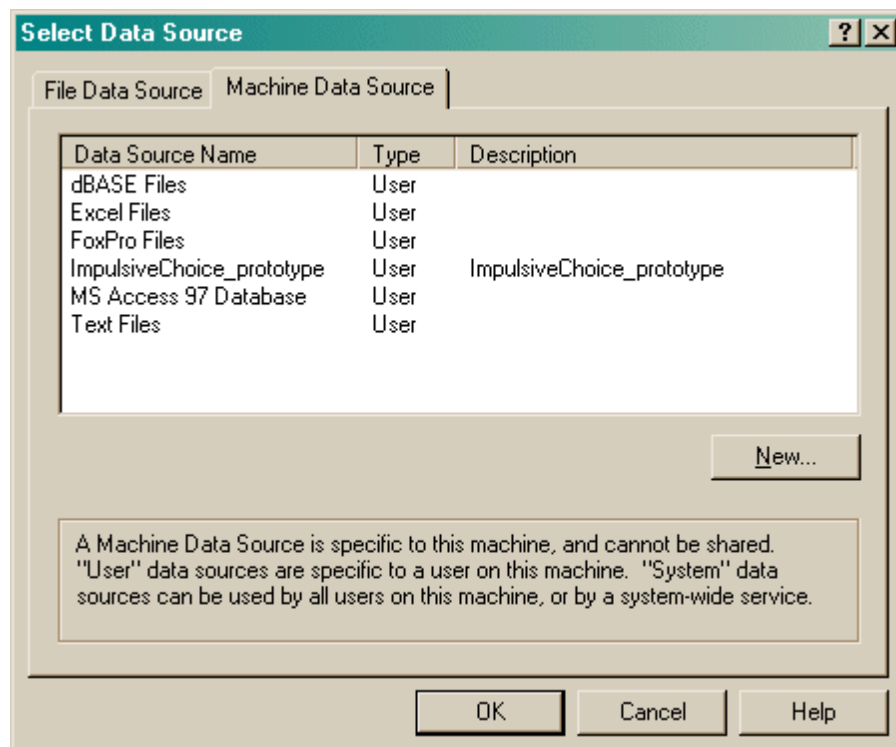 Select Data Source
File Data Source Machine Data Source
Data Source Name Type Description
dBASE Files User
Excel Files User
FoxPro Files User
ImpulsiveChoice_prototype User ImpulsiveChoice_prototype
MS Access 97 Database User
Text Files User
New...
A Machine Data Source is specific to this machine, and cannot be shared.
"User" data sources are specific to a user on this machine.  "System" data
sources can be used by all users on this machine, or by a system-wide service.
OK Cancel Help